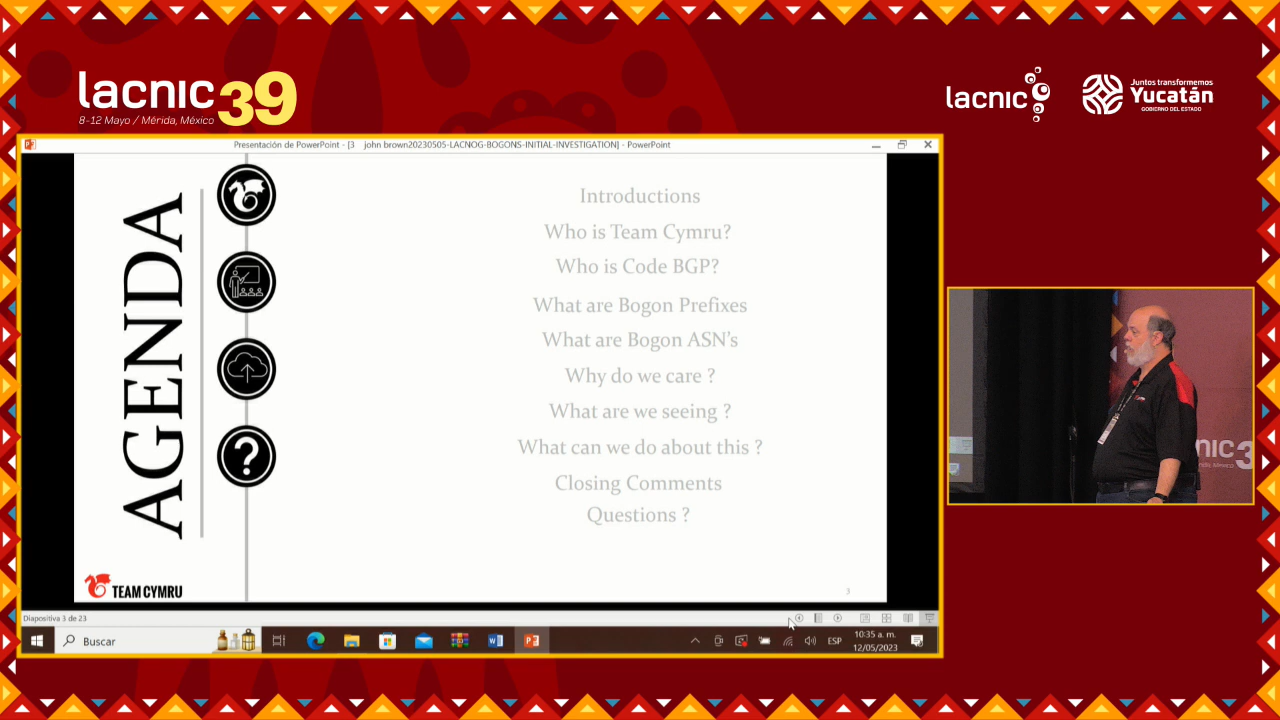 lacnic 39
8-12 Mayo / Mérida, México
lacnic
Juntos transformemos
Yucatán
GOBIERNO DEL ESTADO
Presentación de PowerPoint - [3 john brown20230505-LACNOG-BOGONS-INITIAL-INVESTIGATION] - PowerPoint
AGENDA
Introductions
Who is Team Cymru?
Who is Code BGP?
What are Bogon Prefixes
What are Bogon ASN's
Why do we care ?
What are we seeing ?
What can we do about this ?
Closing Comments
Questions ?
TEAM CYMRU
3
Diapositiva 3 de 23
Buscar
ESP
10:35 a. m.
12/05/2023
nic3